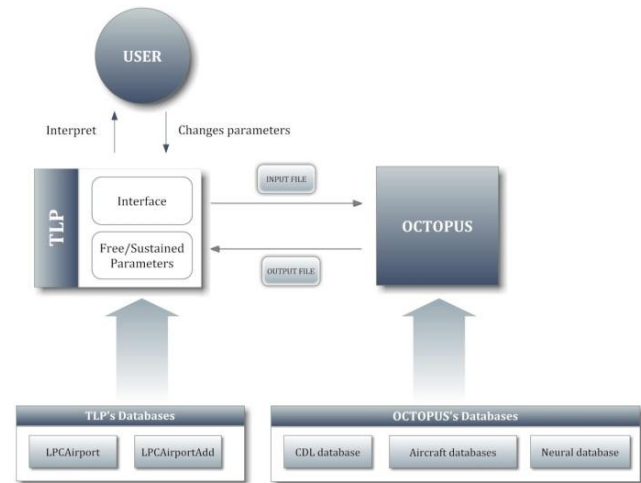 USER
Interpret
Changes parameters
TLP
Interface
Free/Sustained
Parameters
INPUT FILE
OUTPUT FILE
OCTOPUS
TLP's Databases
LPCAirport
LPCAirportAdd
OCTOPUS's Databases
CDL database
Aircraft databases
Neural database